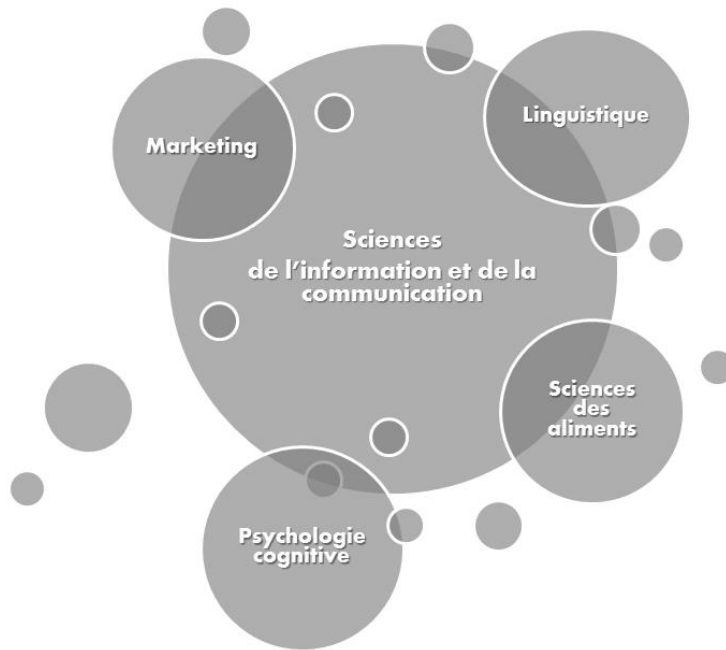 Marketing
Linguistique
Sciences
de l'information et de la
communication
Sciences
des
aliments
Psychologie
cognitive